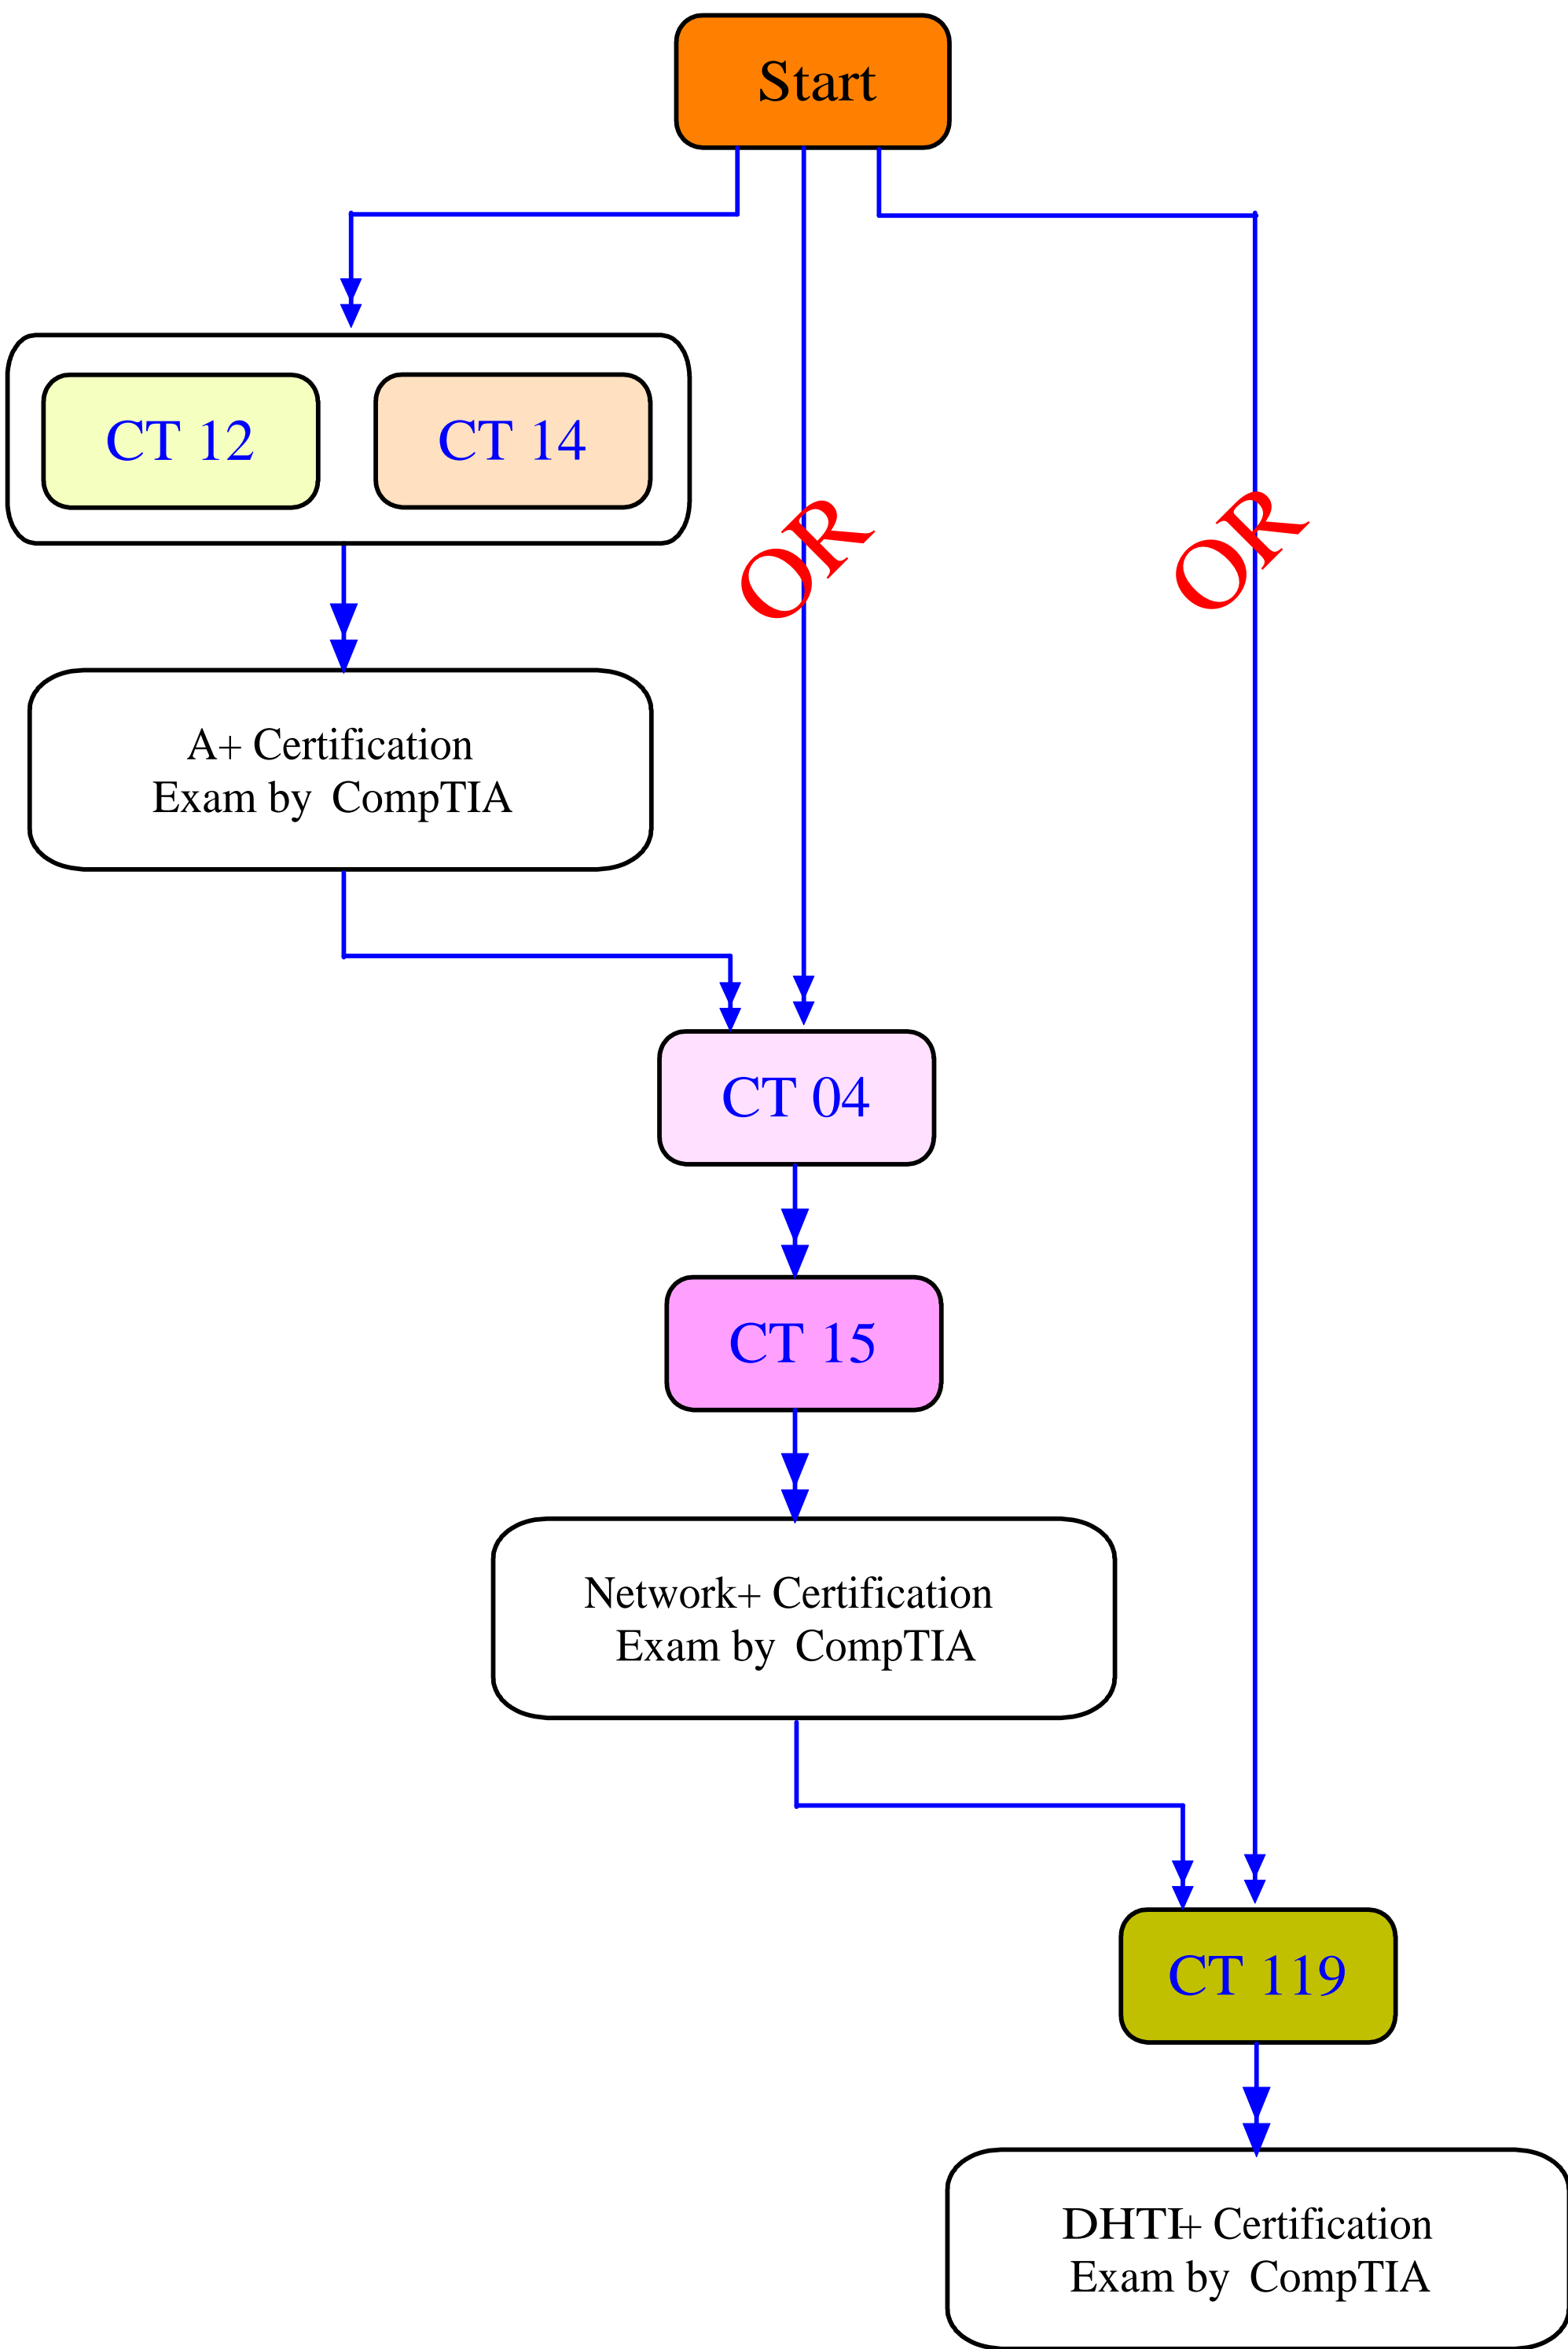 Start
CT 12
CT 14
OR
OR
A+ Certification
Exam by CompTIA
CT 04
CT 15
Network+ Certification
Exam by CompTIA
CT 119
DHTI+ Certification
Exam by CompTIA